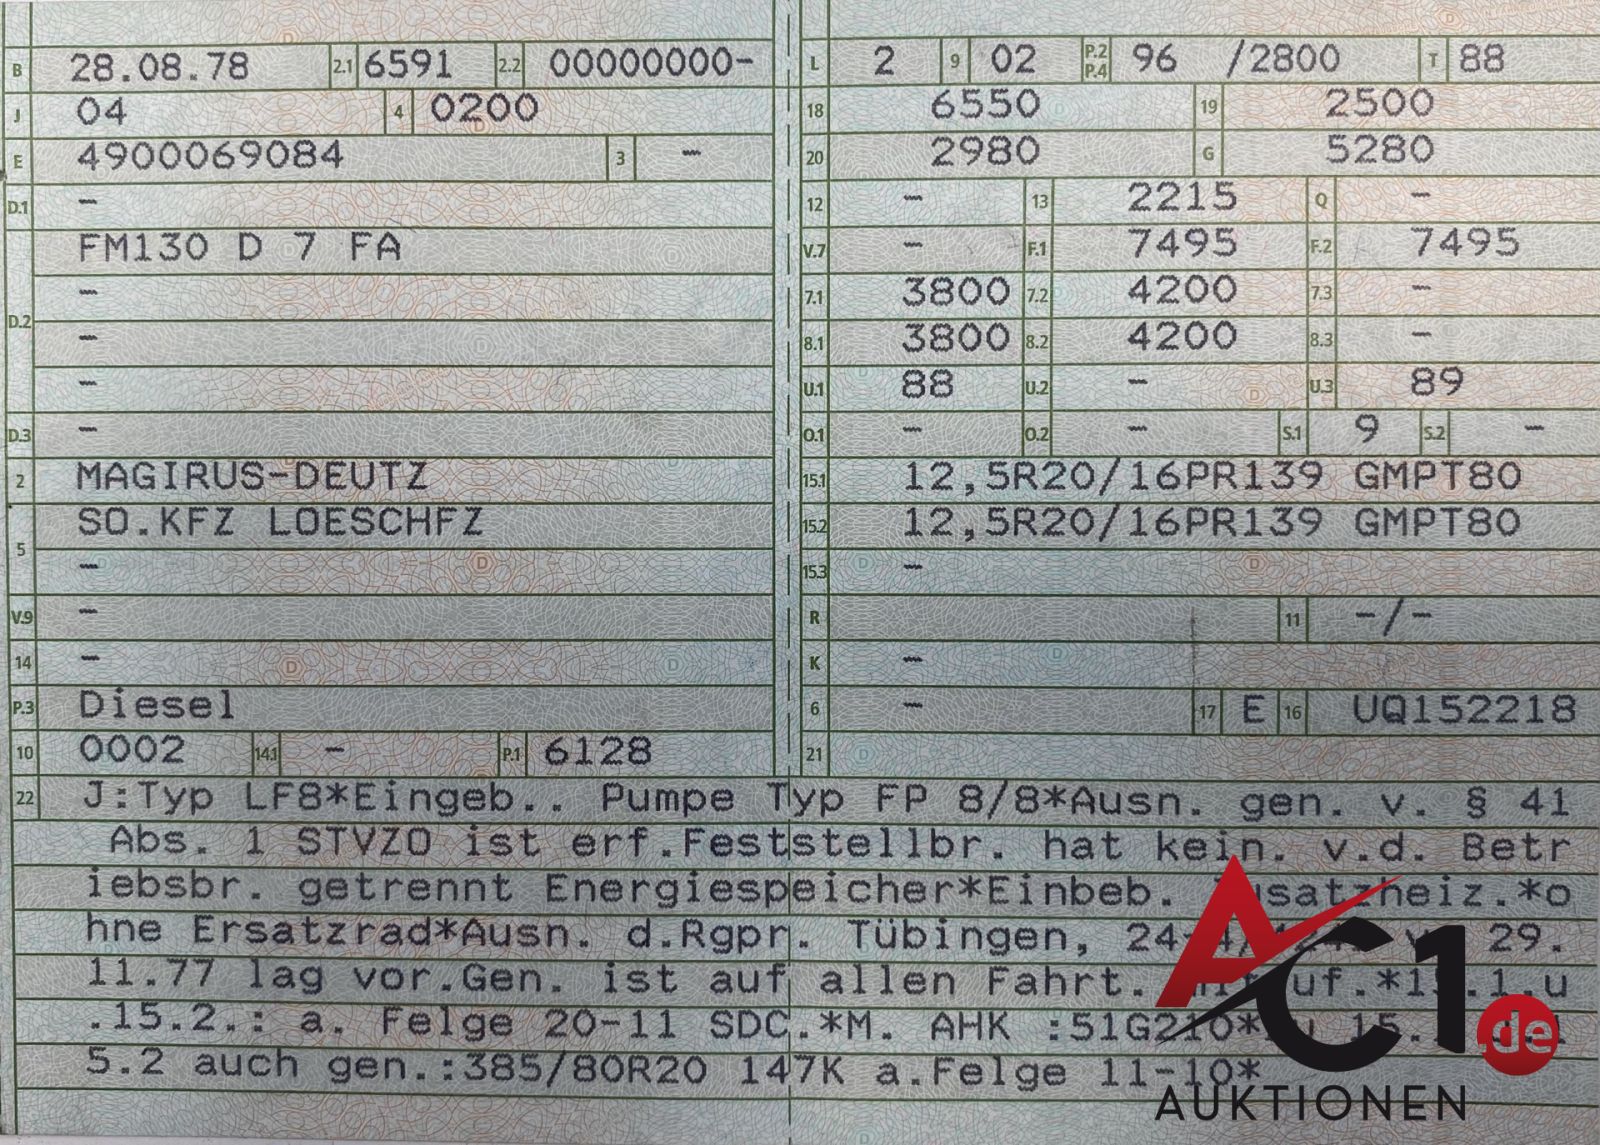 B 28.08.78 2.1 6591 2.2 00000000-
J 04 4 0200
E 4900069084 3 -
D.1 -
FM130 D 7 FA
-
D.2
-
-
D.3 -
2 MAGIRUS-DEUTZ
5 SO.KFZ LOESCHFZ
-
V.9 -
14 -
P.3 Diesel
10 0002 14.1 - P.1 6128
L 2 9 02 P.2 P.4 96 /2800 T 88
18 6550 19 2500
20 2980 G 5280
12 - 13 2215 Q -
V.7 - F.1 7495 F.2 7495
7.1 3800 7.2 4200 7.3 -
8.1 3800 8.2 4200 8.3 -
U.1 88 U.2 - U.3 89
O.1 - O.2 - S.1 9 S.2 -
15.1 12,5R20/16PR139 GMPT80
15.2 12,5R20/16PR139 GMPT80
15.3 -
R 11 -/-
K -
6 - 17 E 16 UQ152218
21
22 J:Typ LF8*Eingeb.. Pumpe Typ FP 8/8*Ausn. gen. v. § 41
Abs. 1 STVZO ist erf.Feststellbr. hat kein. v.d. Betr
iebsbr. getrennt Energiespeicher*Einbeb. Zusatzheiz.*o
hne Ersatzrad*Ausn. d.Rgpr. Tübingen, 29.
11.77 lag vor.Gen. ist auf allen Fahrt. uf.*15.1.u
.15.2.: a. Felge 20-11 SDC.*M. AHK :51G210* 15.
5.2 auch gen.:385/80R20 147K a.Felge 11-10*
AC1.de
AUKTIONEN